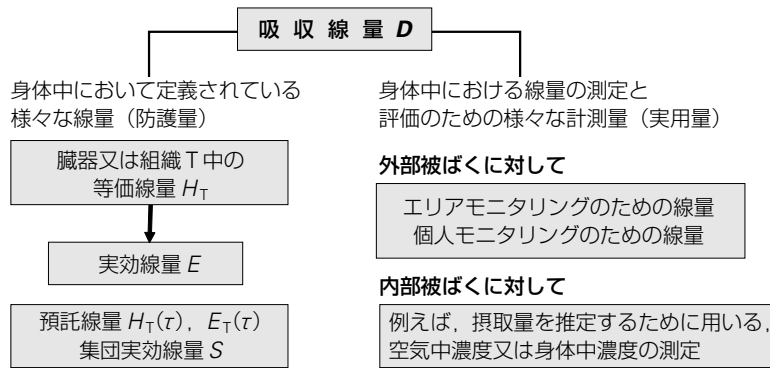 吸 収 線 量 D
身体中において定義されている
様々な線量（防護量）
臓器又は組織 T 中の
等価線量 HT
実効線量 E
預託線量 HT(τ)，ET(τ)
集団実効線量 S
身体中における線量の測定と
評価のための様々な計測量（実用量）
外部被ばくに対して
エリアモニタリングのための線量
個人モニタリングのための線量
内部被ばくに対して
例えば，摂取量を推定するために用いる，
空気中濃度又は身体中濃度の測定